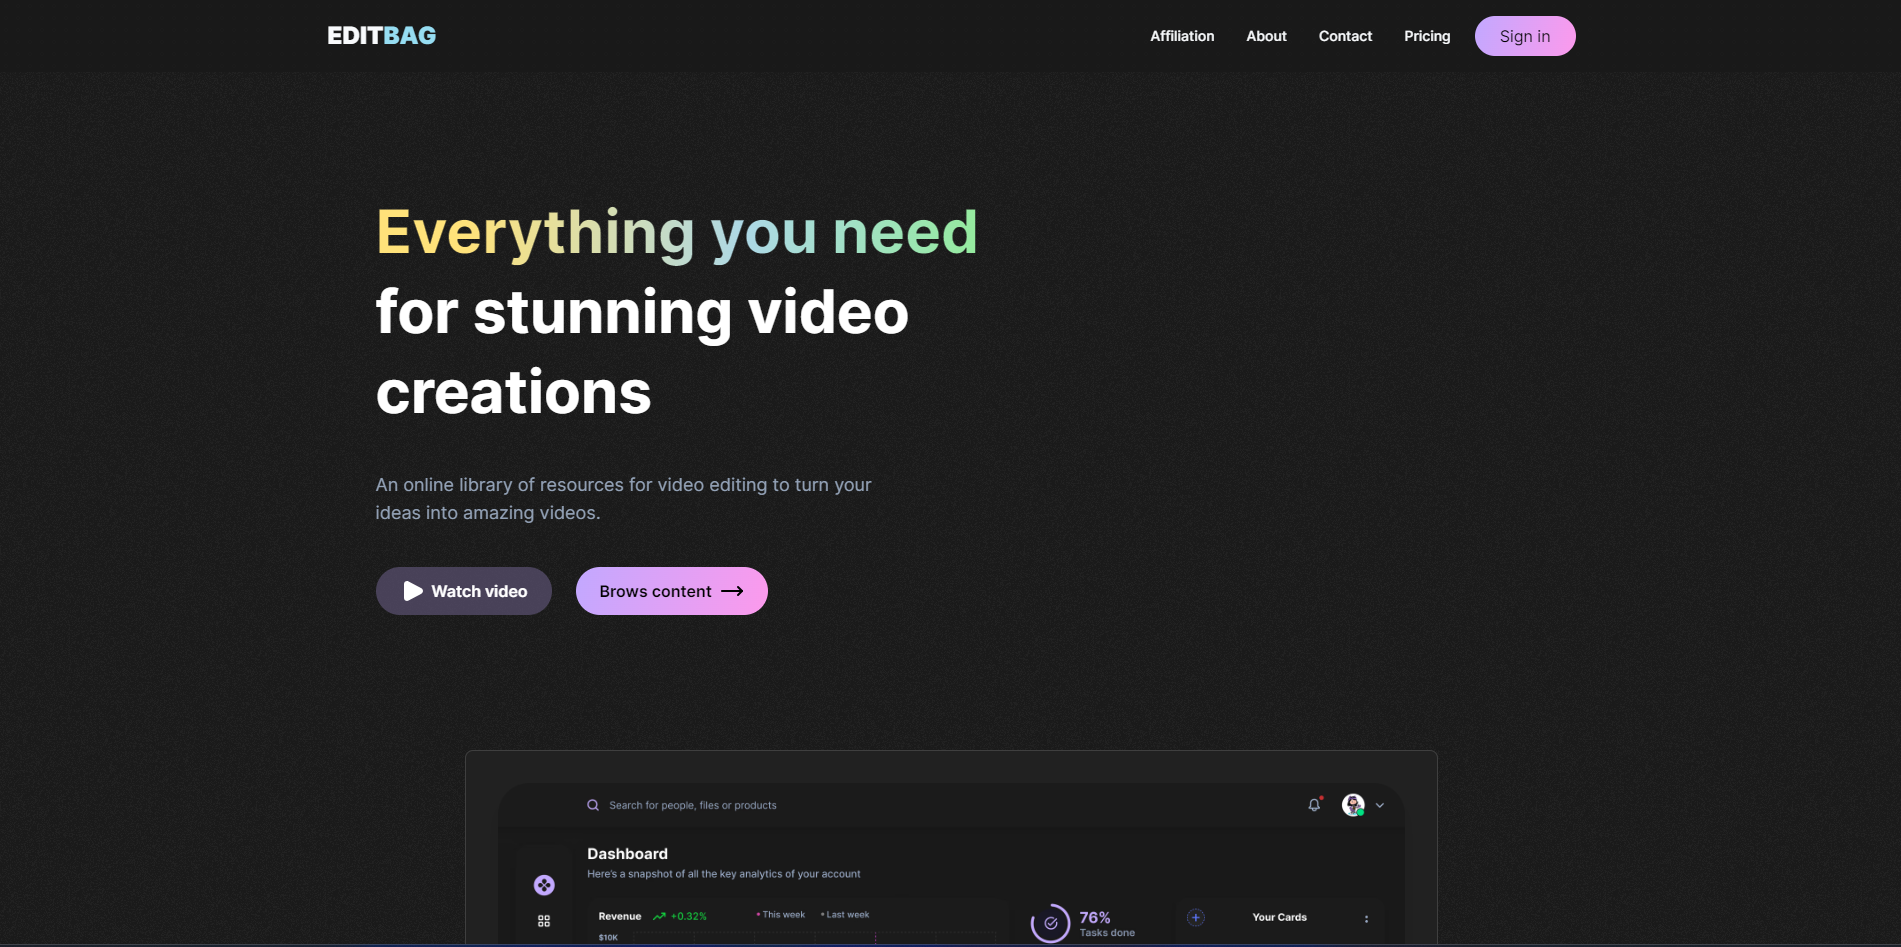 EDITBAG
Affiliation
About
Contact
Pricing
Sign in
Everything you need
for stunning video
creations
An online library of resources for video editing to turn your
ideas into amazing videos.
Watch video
Brows content
Search for people, files or products
Dashboard
Here's a snapshot of all the key analytics of your account
Revenue
+0.32%
This week
Last week
$10K
76%
Tasks done
Your Cards